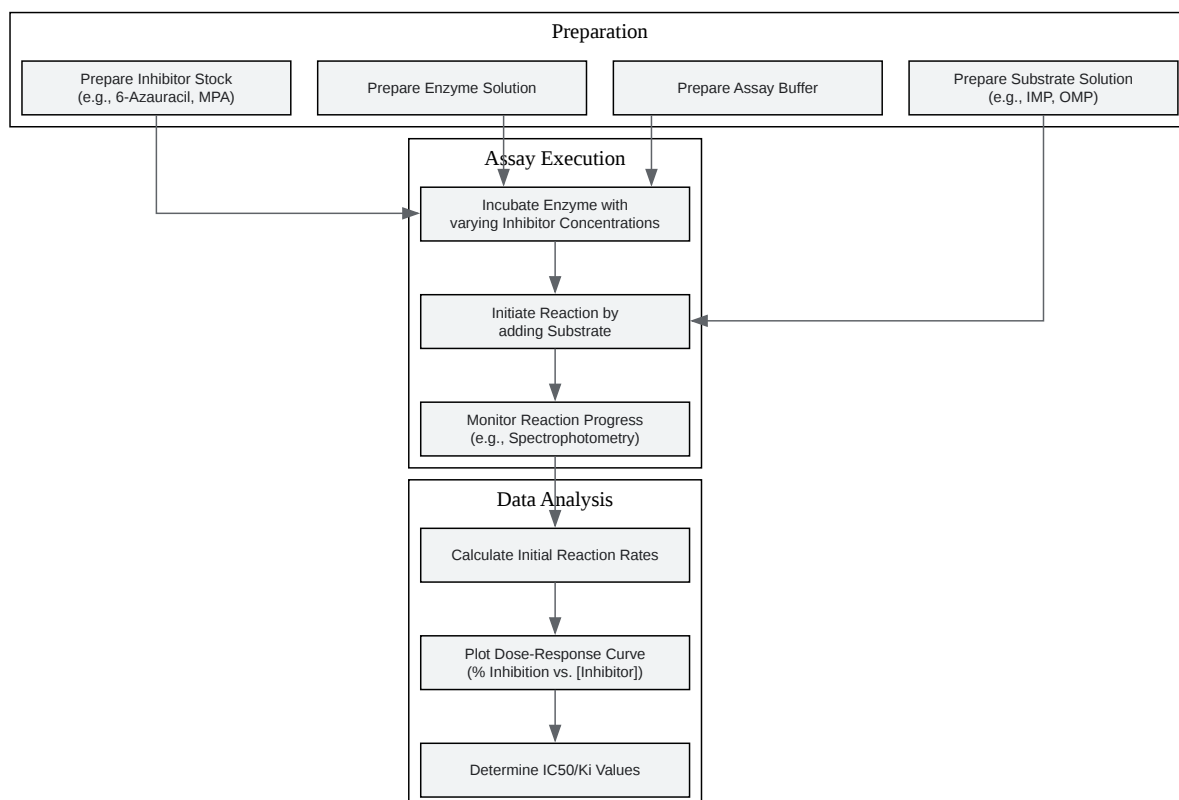 Preparation
Prepare Inhibitor Stock
(e.g., 6-Azauracil, MPA)
Prepare Enzyme Solution
Prepare Assay Buffer
Prepare Substrate Solution
(e.g., IMP, OMP)
Assay Execution
Incubate Enzyme with
varying Inhibitor Concentrations
Initiate Reaction by
adding Substrate
Monitor Reaction Progress
(e.g., Spectrophotometry)
Data Analysis
Calculate Initial Reaction Rates
Plot Dose-Response Curve
(% Inhibition vs. [Inhibitor])
Determine IC50/Ki Values